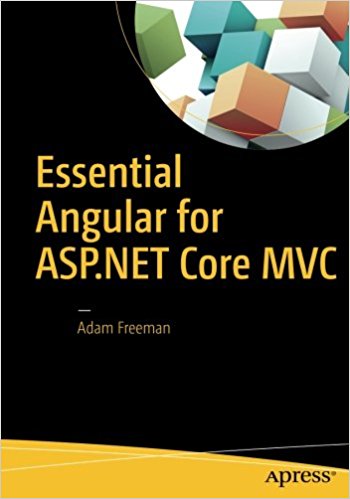 Essential
Angular for
ASP.NET Core MVC
Adam Freeman
Apress®